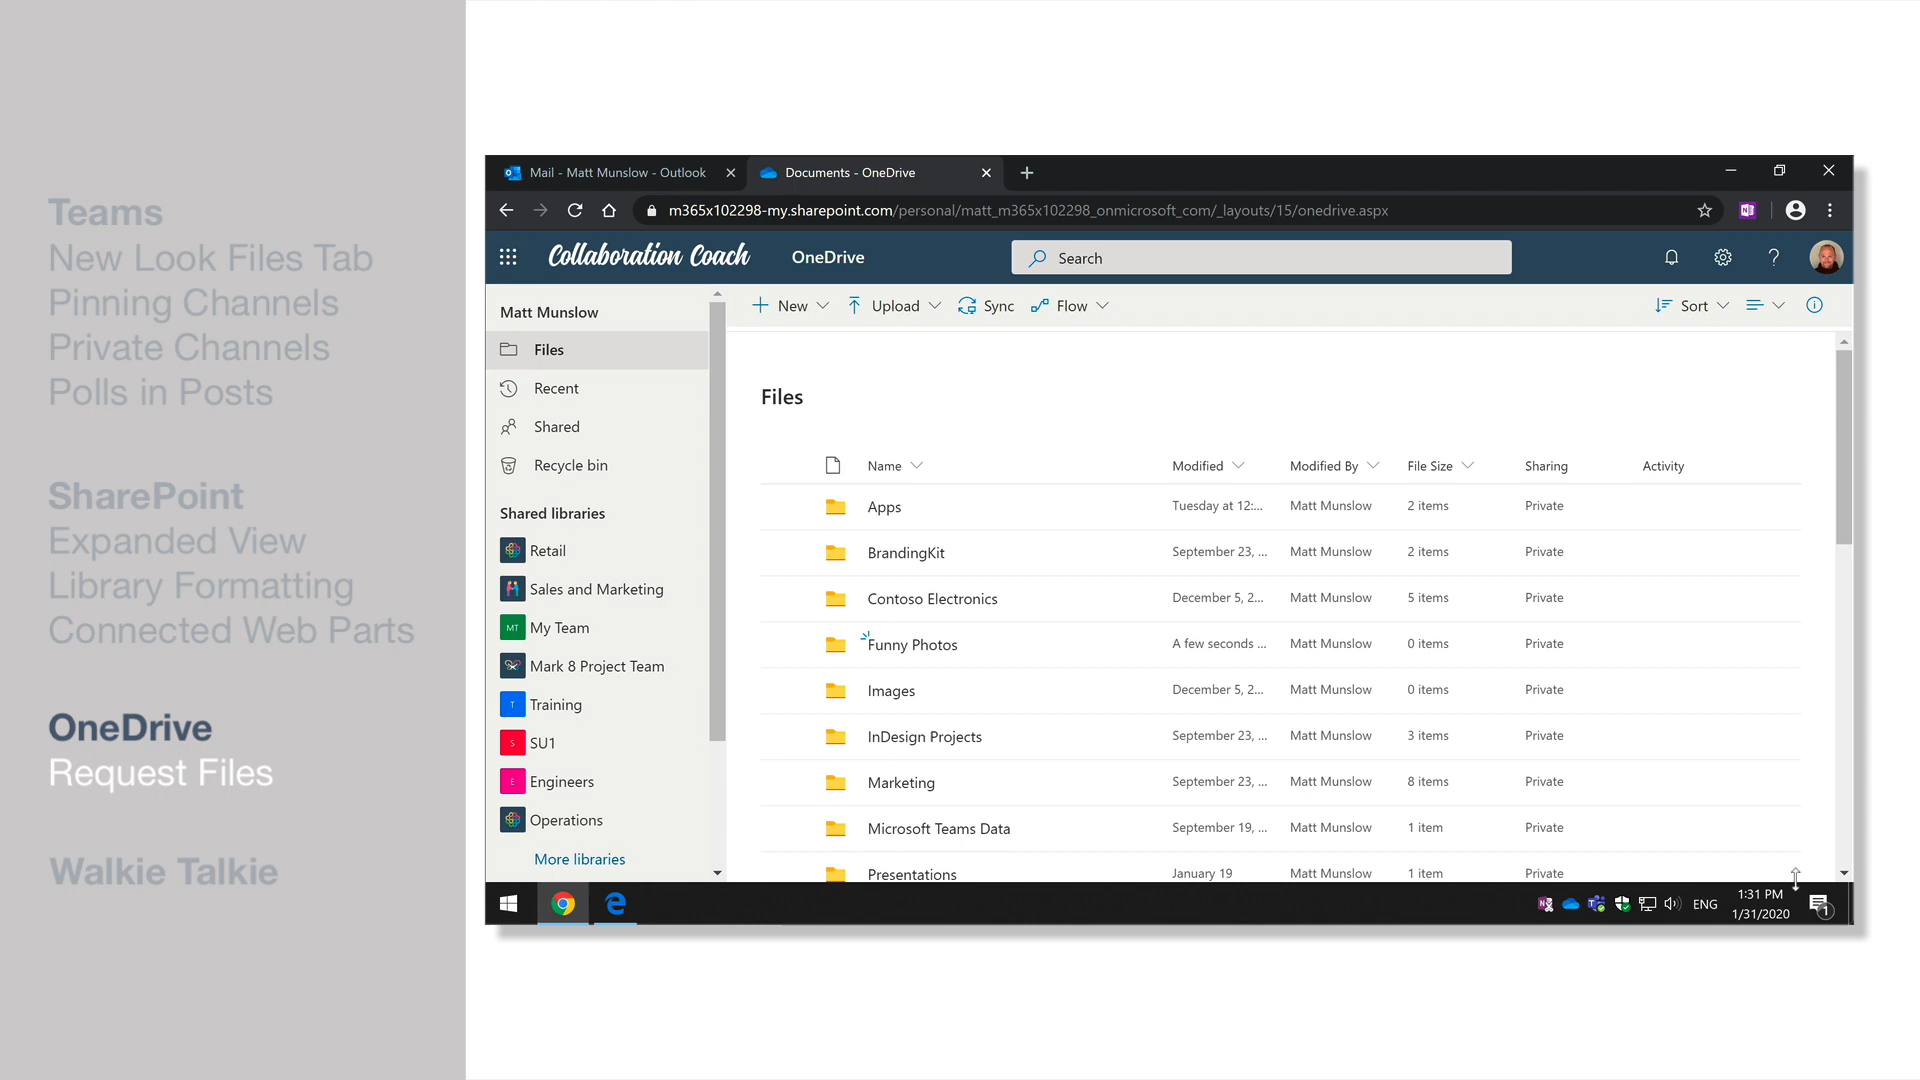 Teams
New Look Files Tab
Pinning Channels
Private Channels
Polls in Posts
SharePoint
Expanded View
Library Formatting
Connected Web Parts
OneDrive
Request Files
Walkie Talkie
Mail - Matt Munslow - Outlook
Documents - OneDrive
m365x102298-my.sharepoint.com/personal/matt_m365x102298_onmicrosoft_com/_layouts/15/onedrive.aspx
Collaboration Coach OneDrive Search
Matt Munslow
Files
Recent
Shared
Recycle bin
Shared libraries
Retail
Sales and Marketing
MT My Team
Mark 8 Project Team
T Training
S SU1
E Engineers
Operations
More libraries
New Upload Sync Flow Sort
Files
Name Modified Modified By File Size Sharing Activity
Apps Tuesday at 12:... Matt Munslow 2 items Private
BrandingKit September 23, ... Matt Munslow 2 items Private
Contoso Electronics December 5, 2... Matt Munslow 5 items Private
Funny Photos A few seconds ... Matt Munslow 0 items Private
Images December 5, 2... Matt Munslow 0 items Private
InDesign Projects September 23, ... Matt Munslow 3 items Private
Marketing September 23, ... Matt Munslow 8 items Private
Microsoft Teams Data September 19, ... Matt Munslow 1 item Private
Presentations January 19 Matt Munslow 1 item Private
ENG
1:31 PM
1/31/2020
1